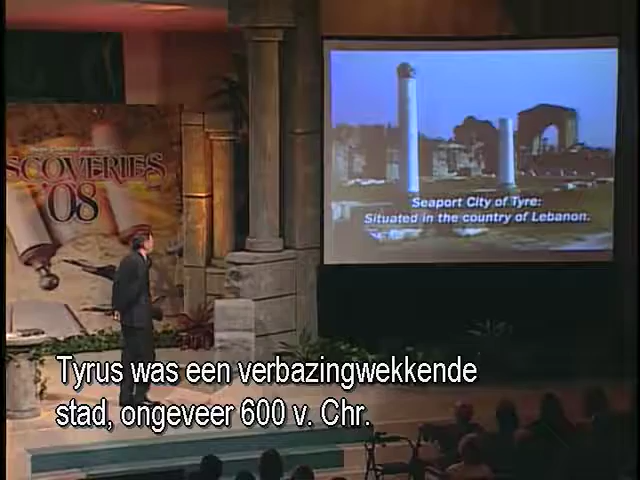 SCOVERIES
'08
Seaport City of Tyre:
Situated in the country of Lebanon.
Tyrus was een verbazingwekkende
stad, ongeveer 600 v. Chr.